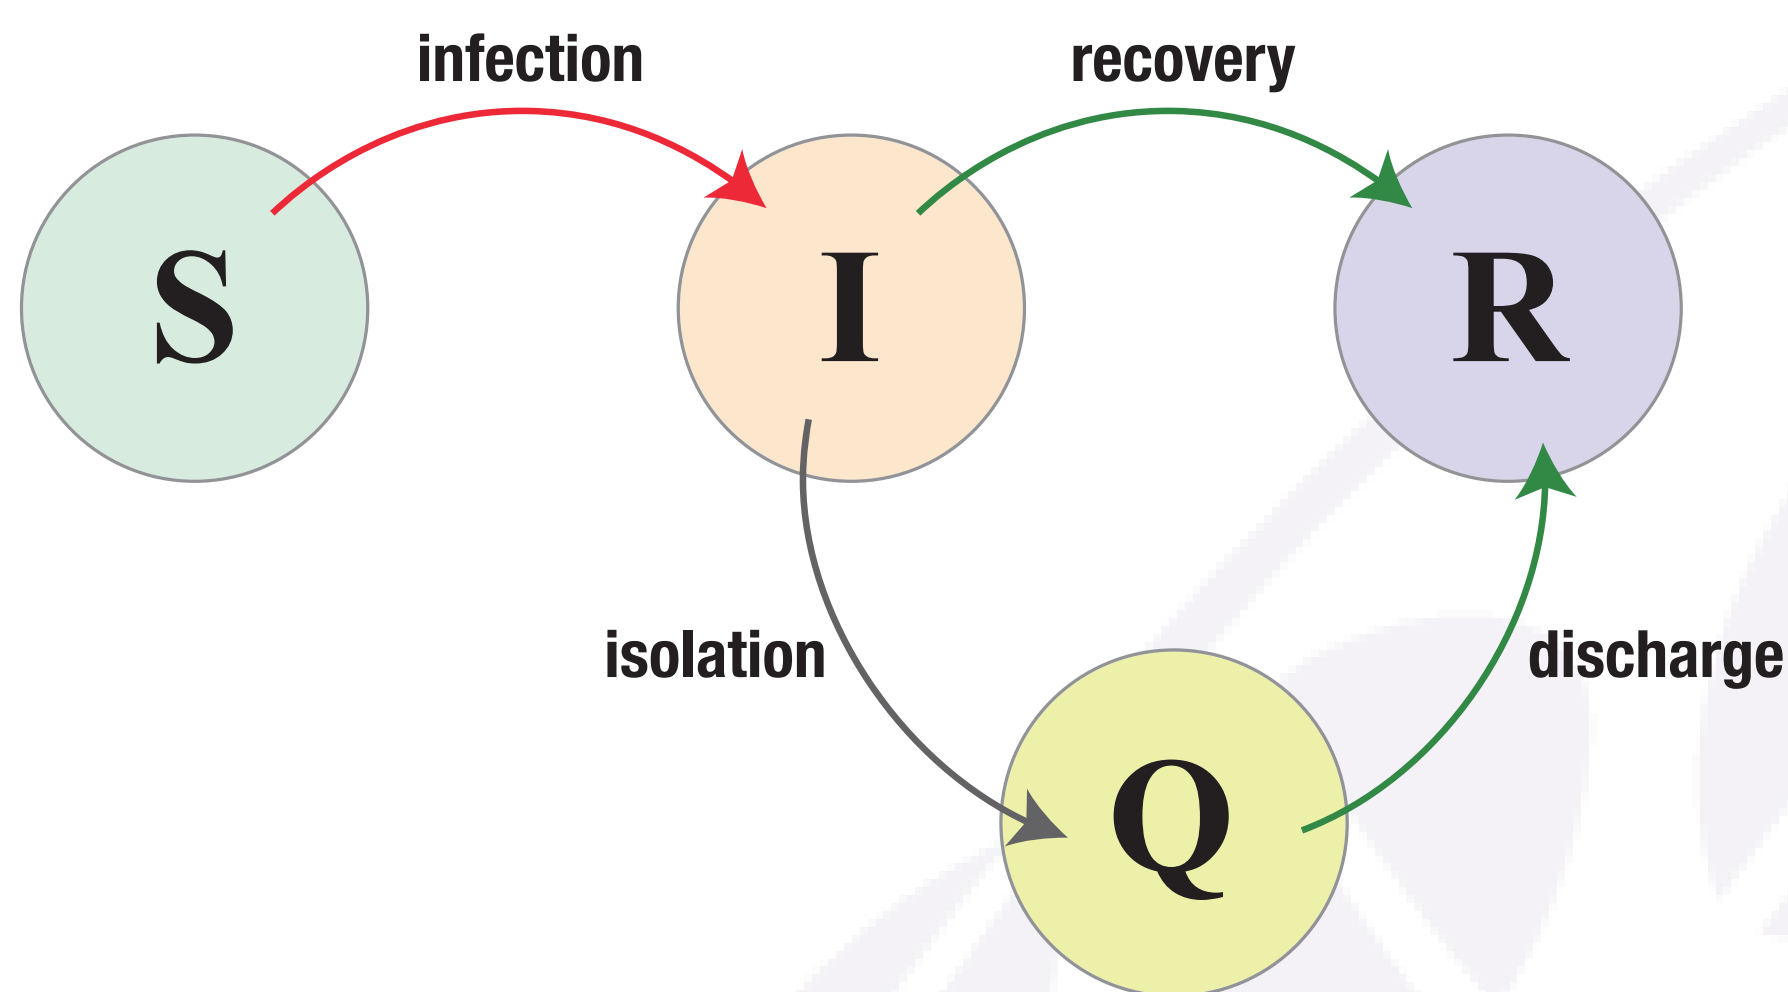 infection
recovery
S
I
R
isolation
discharge
Q